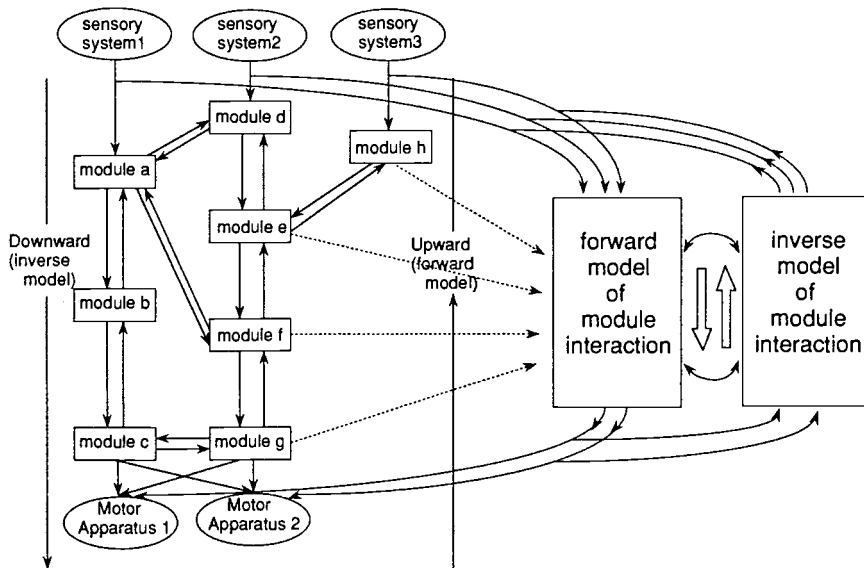 sensory
system1
sensory
system2
sensory
system3
module d
module h
module a
module e
Downward
(inverse
model)
Upward
(forward
model)
module b
module f
module c
module g
Motor
Apparatus 1
Motor
Apparatus 2
forward
model
of
module
interaction
inverse
model
of
module
interaction